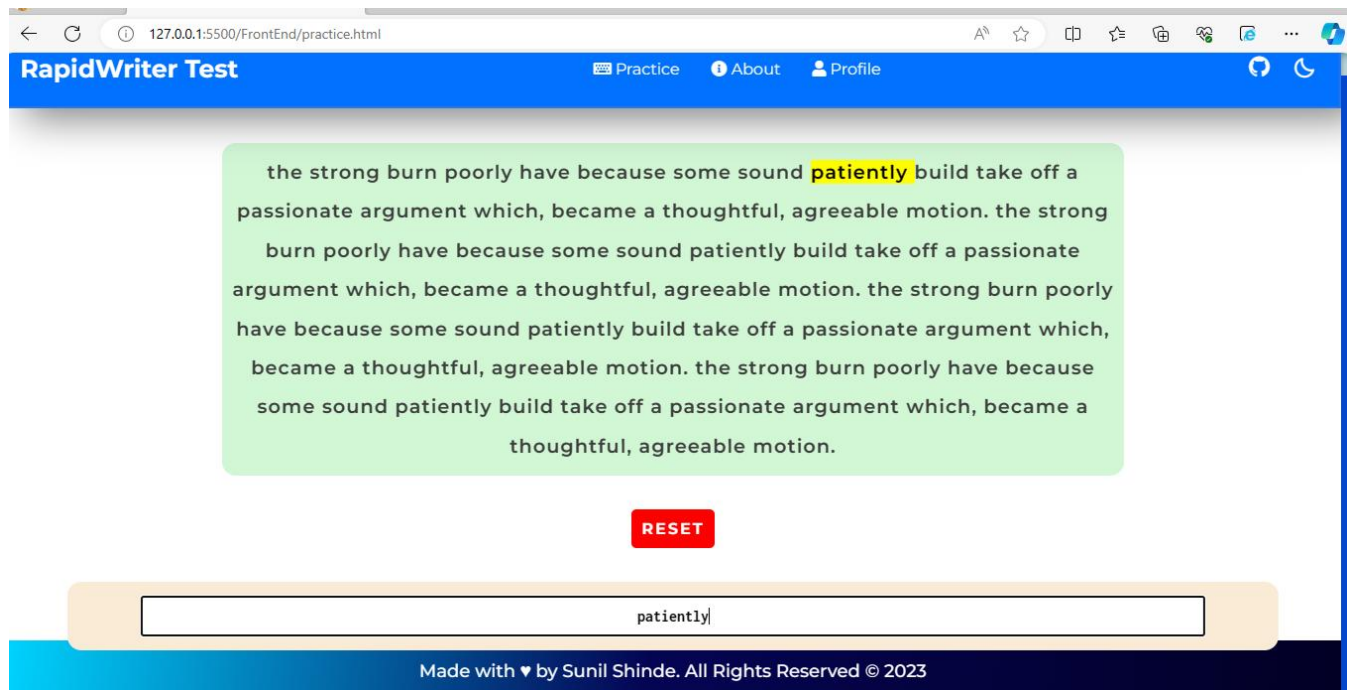 127.0.0.1:5500/FrontEnd/practice.html
RapidWriter Test Practice About Profile
the strong burn poorly have because some sound patiently build take off a
passionate argument which, became a thoughtful, agreeable motion. the strong
burn poorly have because some sound patiently build take off a passionate
argument which, became a thoughtful, agreeable motion. the strong burn poorly
have because some sound patiently build take off a passionate argument which,
became a thoughtful, agreeable motion. the strong burn poorly have because
some sound patiently build take off a passionate argument which, became a
thoughtful, agreeable motion.
RESET
patiently
Made with ♥ by Sunil Shinde. All Rights Reserved © 2023